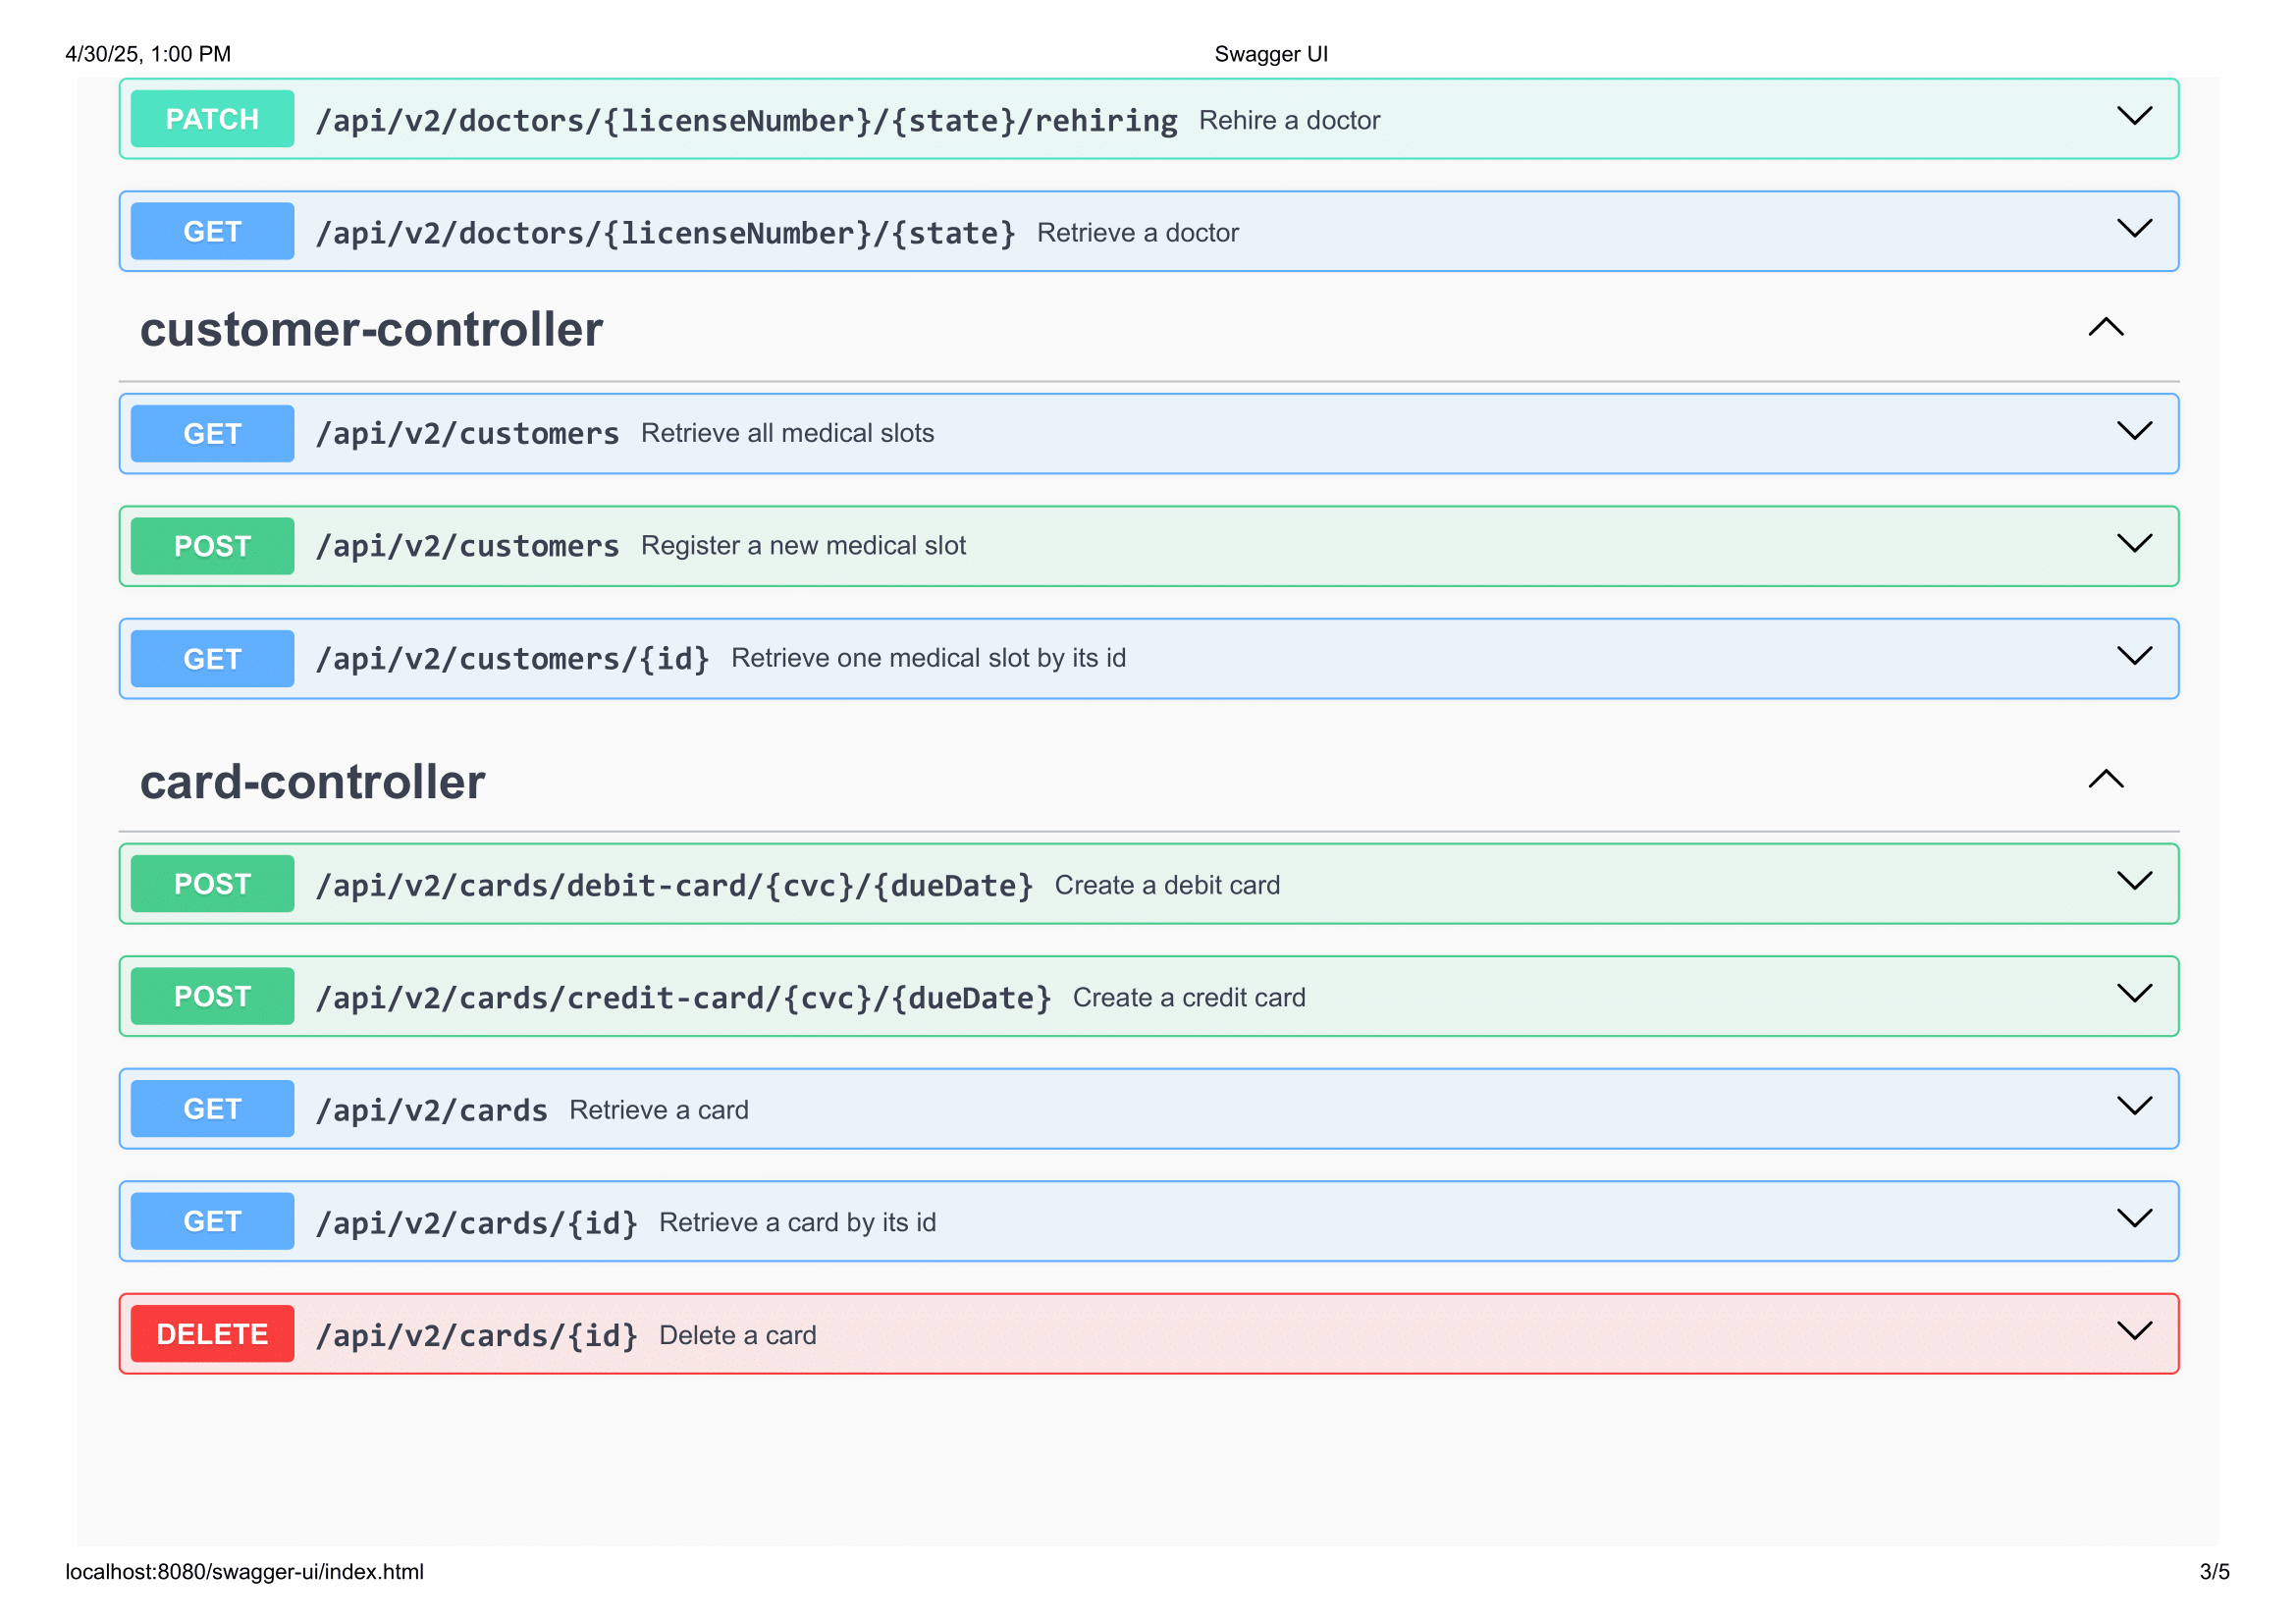 4/30/25, 1:00 PM Swagger UI
PATCH /api/v2/doctors/{licenseNumber}/{state}/rehiring Rehire a doctor
GET /api/v2/doctors/{licenseNumber}/{state} Retrieve a doctor
customer-controller
GET /api/v2/customers Retrieve all medical slots
POST /api/v2/customers Register a new medical slot
GET /api/v2/customers/{id} Retrieve one medical slot by its id
card-controller
POST /api/v2/cards/debit-card/{cvc}/{dueDate} Create a debit card
POST /api/v2/cards/credit-card/{cvc}/{dueDate} Create a credit card
GET /api/v2/cards Retrieve a card
GET /api/v2/cards/{id} Retrieve a card by its id
DELETE /api/v2/cards/{id} Delete a card
localhost:8080/swagger-ui/index.html 3/5